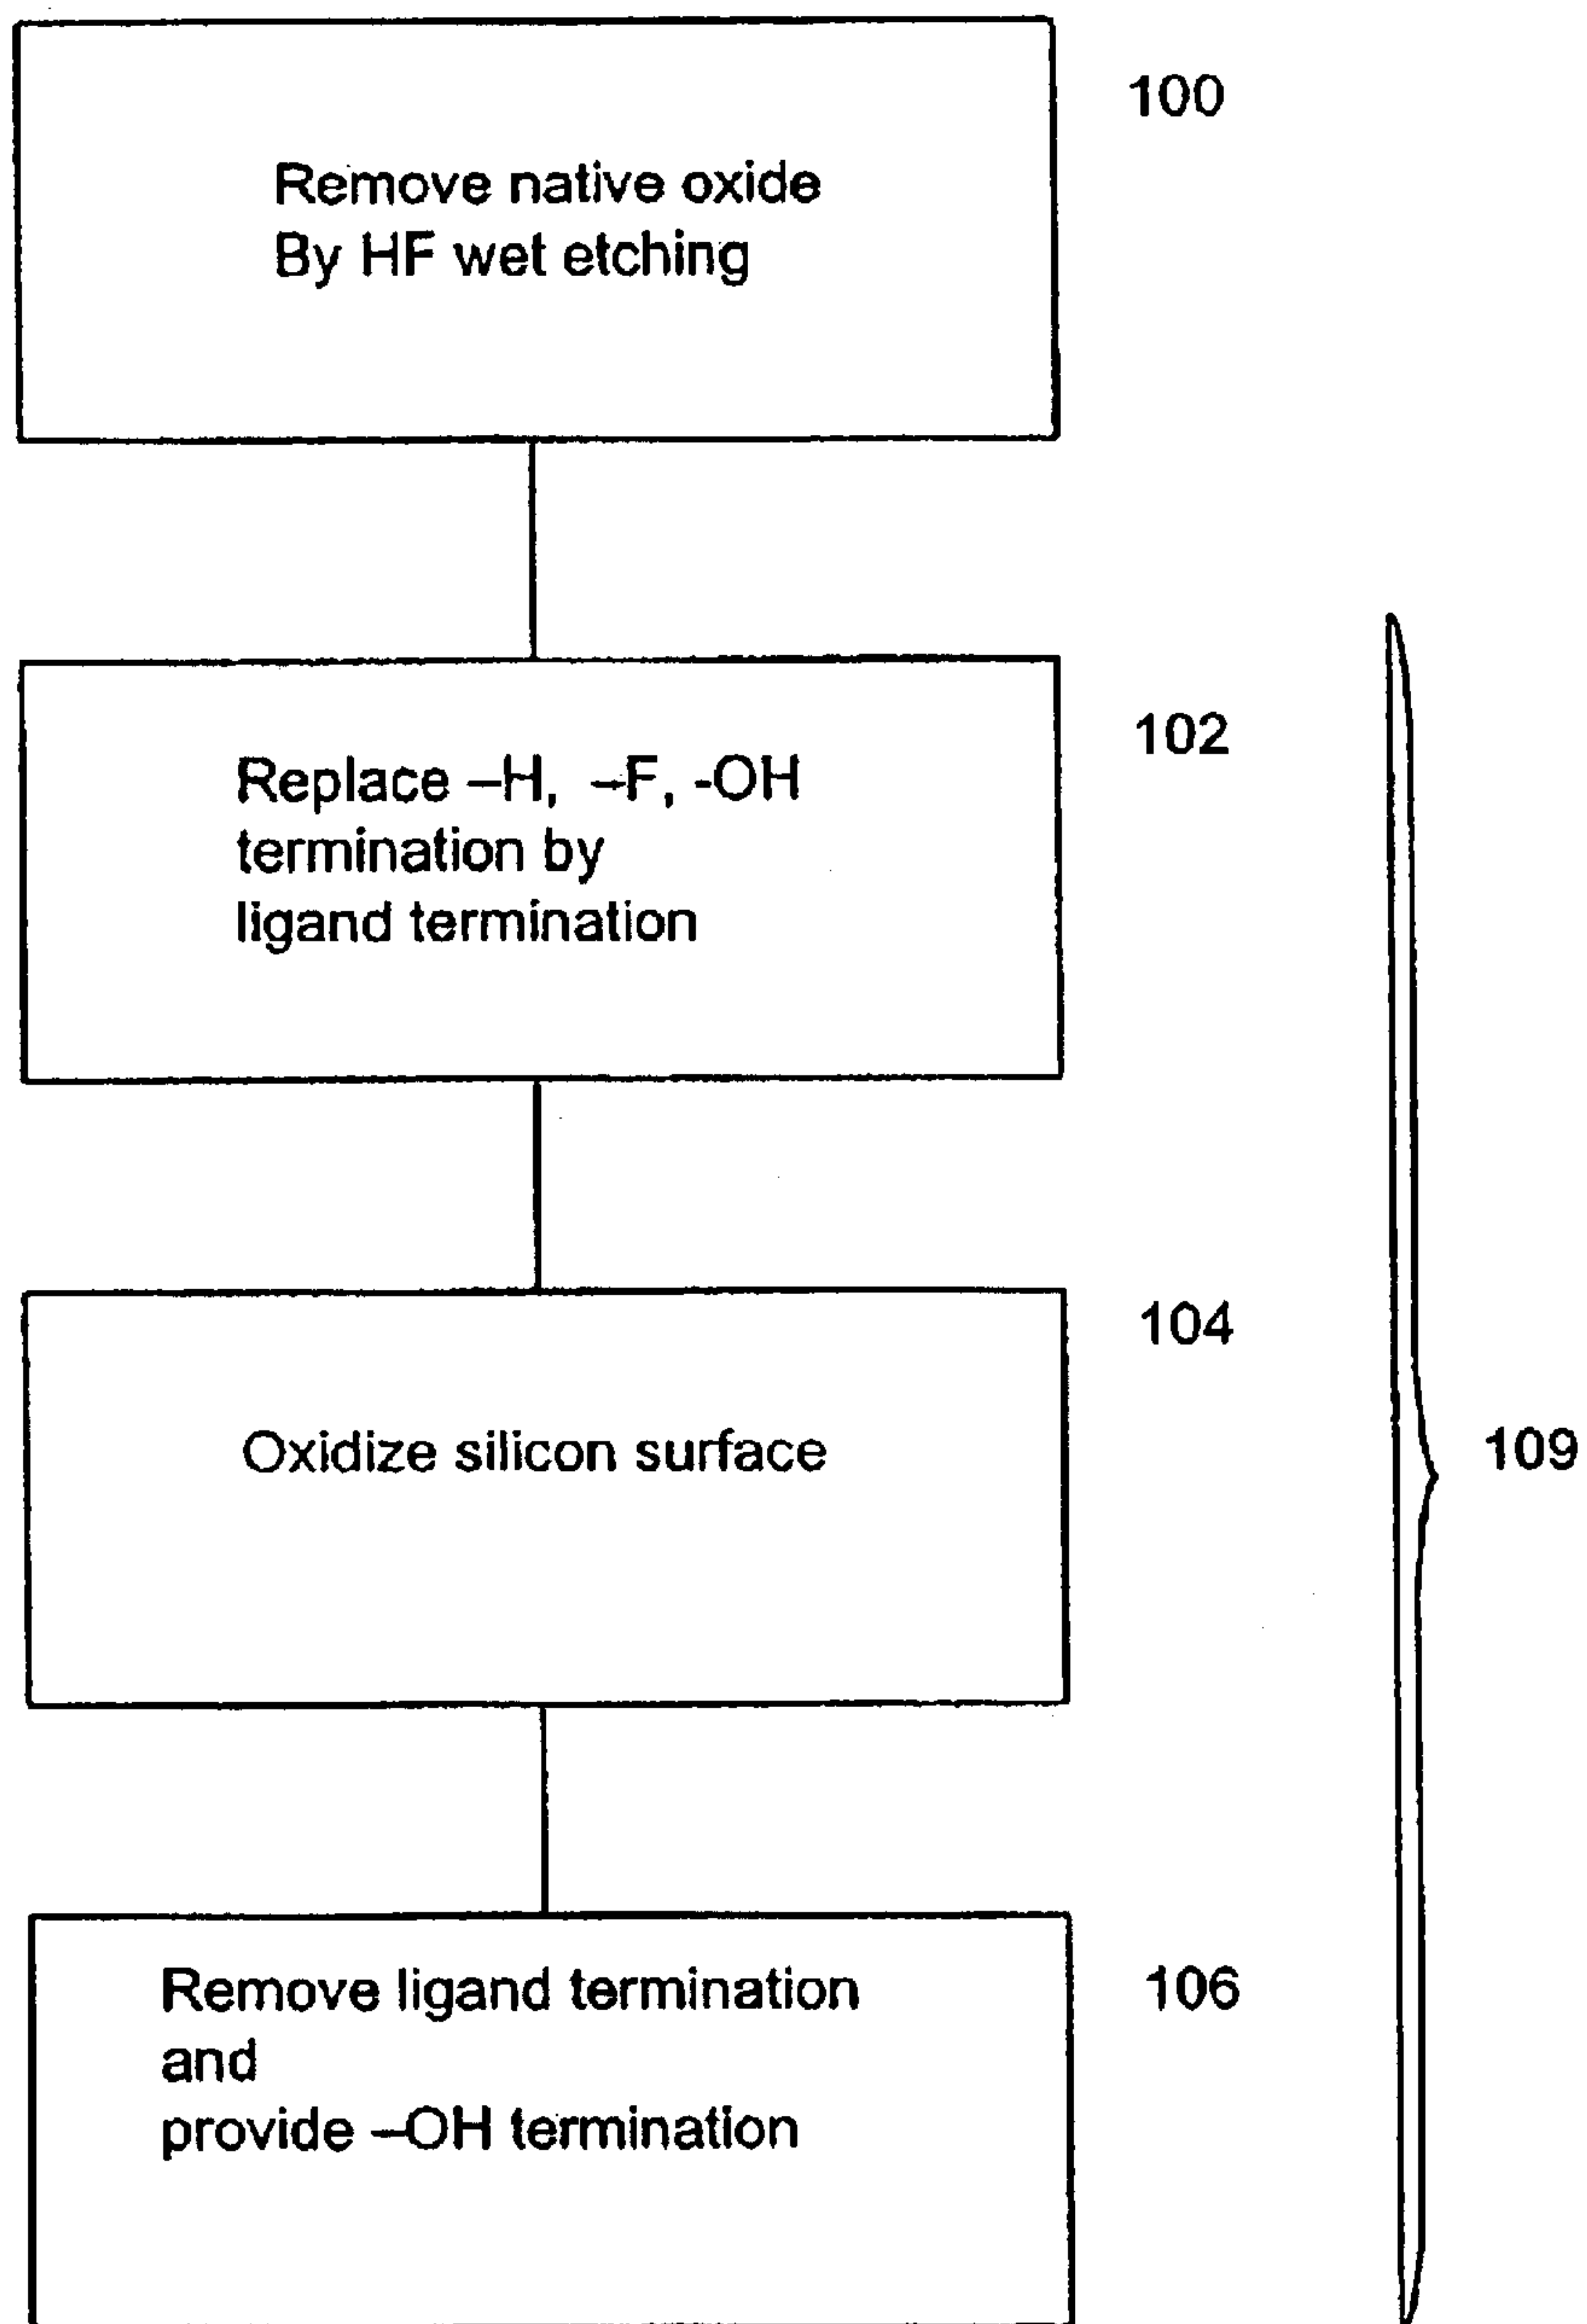 100
Remove native oxide
By HF wet etching
102
Replace –H, –F, -OH
termination by
ligand termination
104
Oxidize silicon surface
109
Remove ligand termination
and
provide –OH termination
106